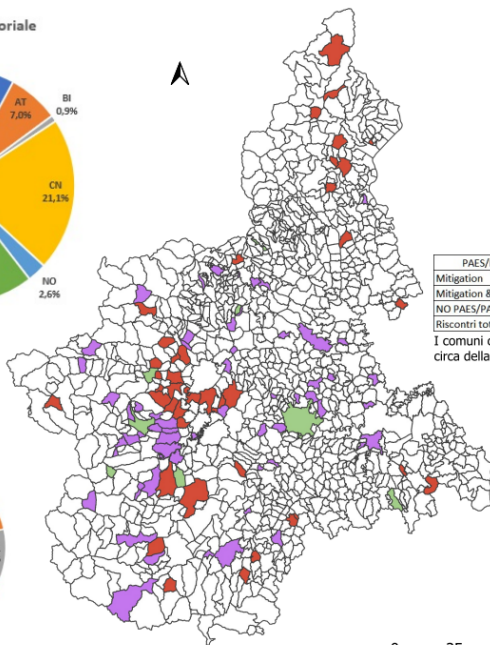 oriale
AT
7,0%
BI
0,9%
CN
21,1%
NO
2,6%
PAES/
Mitigation
Mitigation &
NO PAES/PA
Riscontri tot
I comuni
circa della